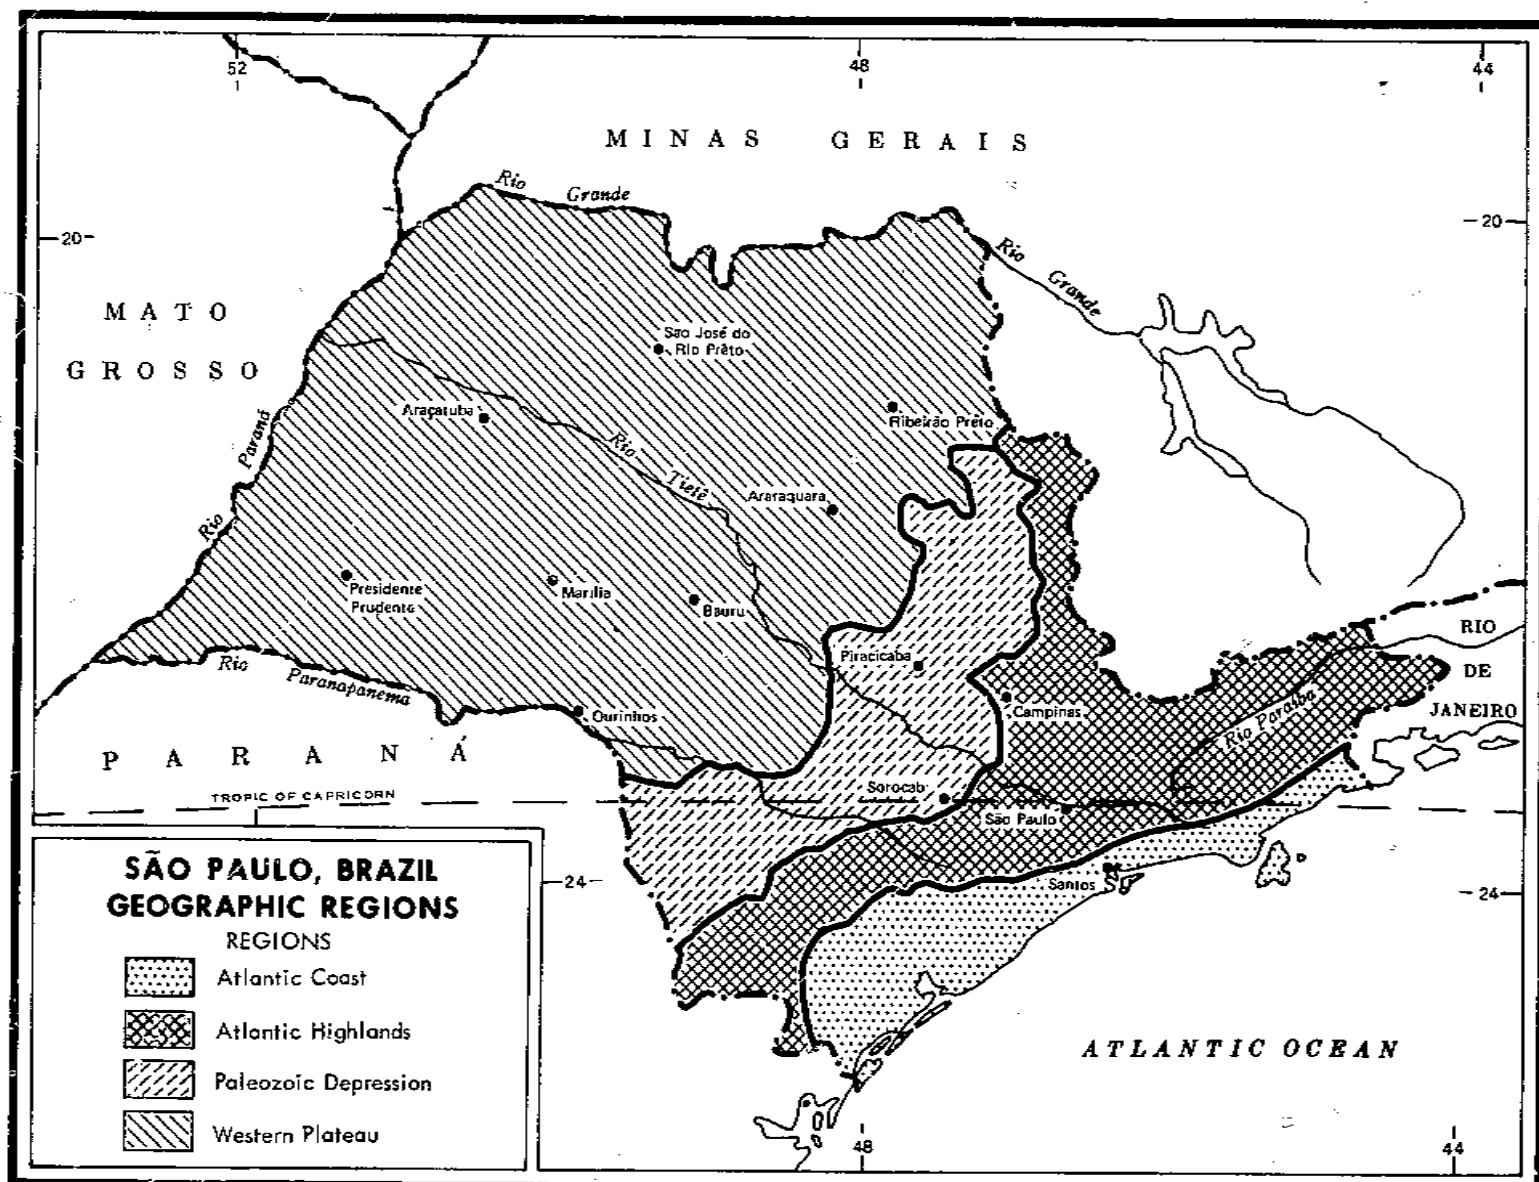 52
48
44
MINAS GERAIS
Rio
Grande
20
20
Rio
Grande
MATO
GROSSO
São José do
Rio Prêto
Araçatuba
Ribeirão Prêto
Rio
Tietê
Paraná
Rio
Araraquara
Presidente
Prudente
Marília
Bauru
Piracicaba
RIO
DE
JANEIRO
Rio
Paranapanema
Ourinhos
Campinas
Rio Paraiba
PARANÁ
TROPIC OF CAPRICORN
Sorocab
São Paulo
24
24
Santos
SÃO PAULO, BRAZIL
GEOGRAPHIC REGIONS
REGIONS
Atlantic Coast
Atlantic Highlands
Paleozoic Depression
Western Plateau
ATLANTIC OCEAN
48
44